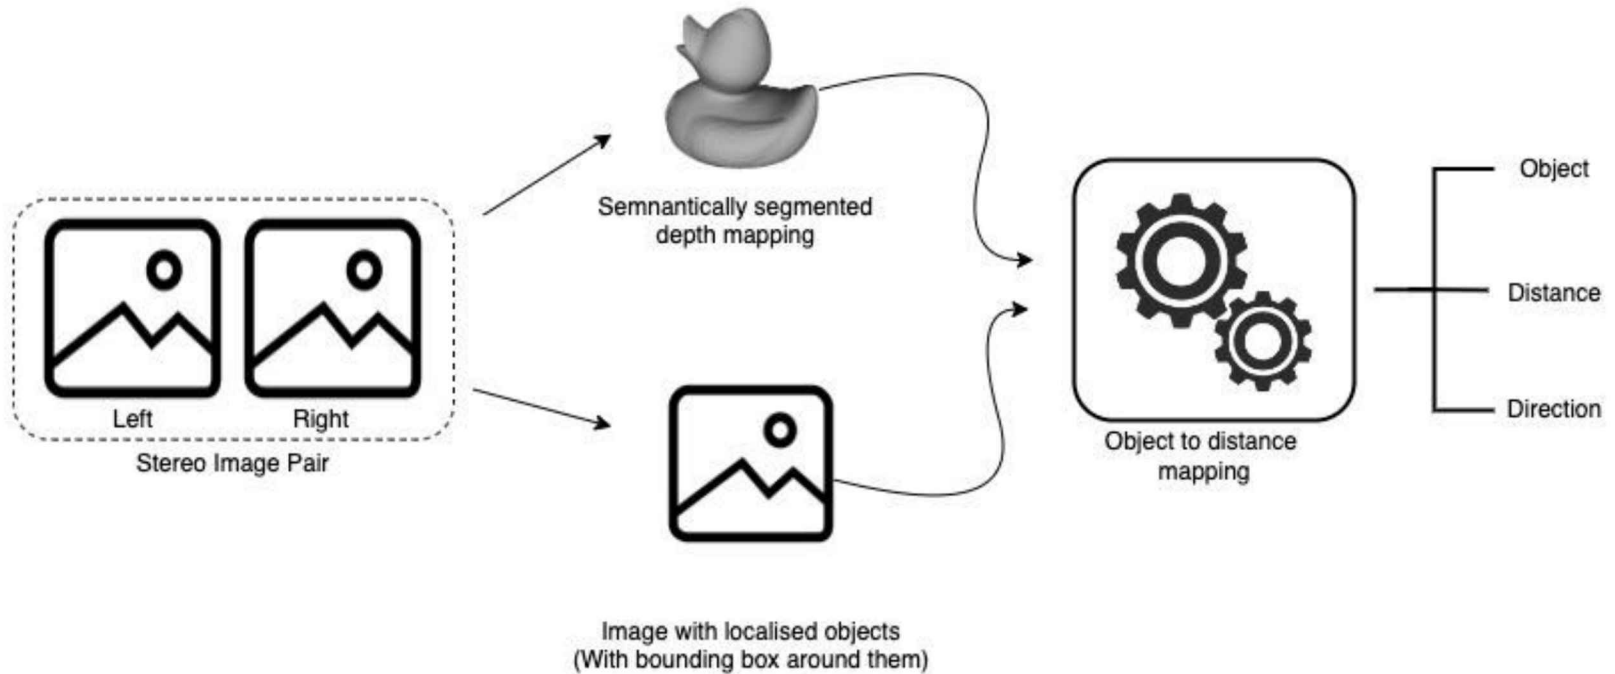 Left
Right
Stereo Image Pair
Semnantically segmented
depth mapping
Image with localised objects
(With bounding box around them)
Object to distance
mapping
Object
Distance
Direction